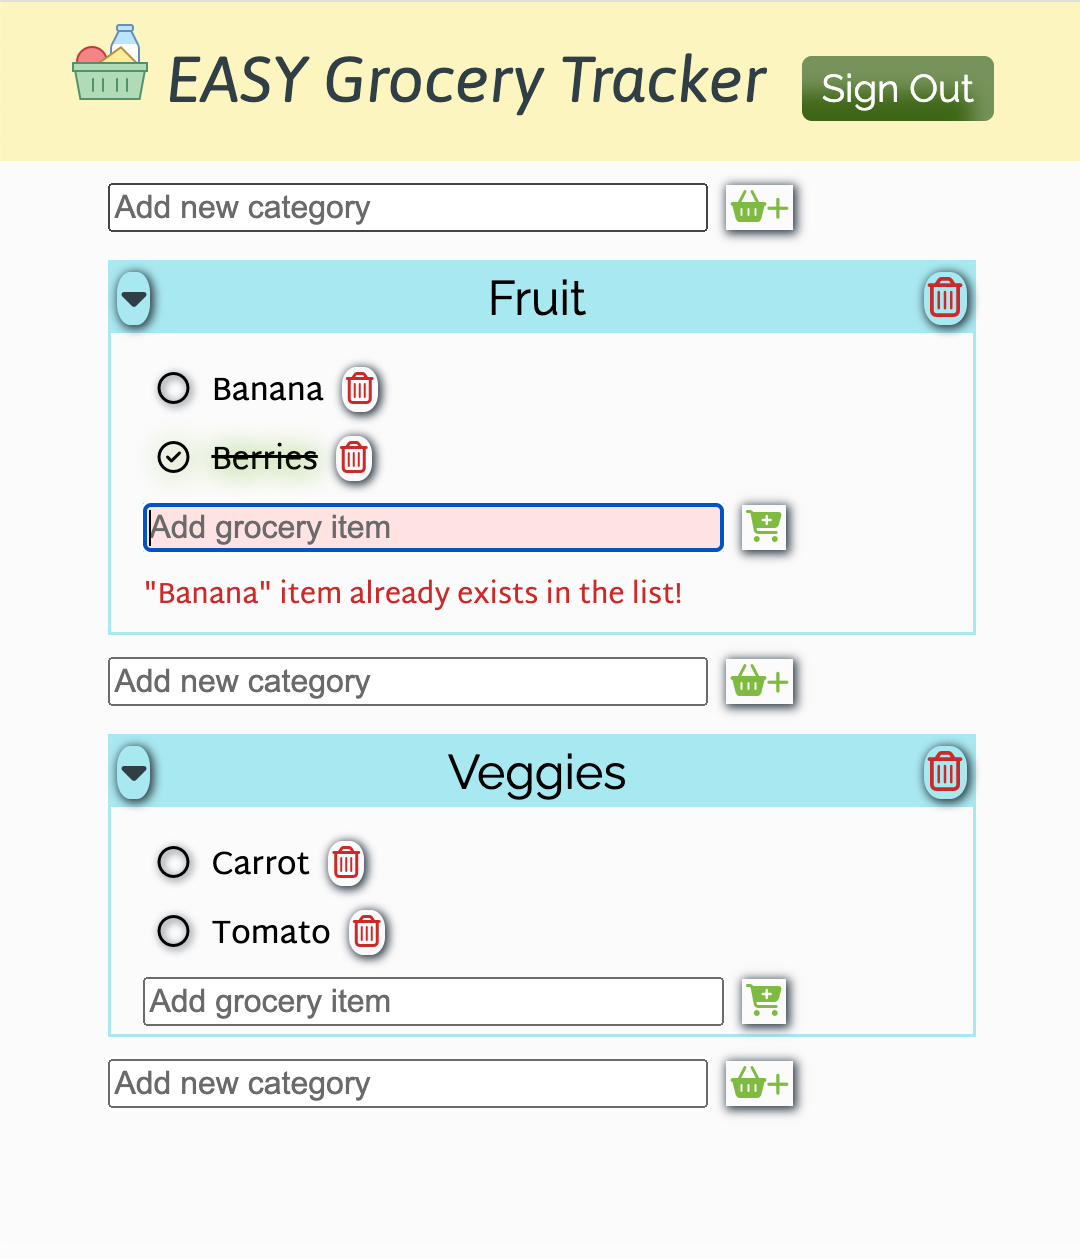 EASY Grocery Tracker
Sign Out
Add new category
Fruit
Banana
Berries
Add grocery item
"Banana" item already exists in the list!
Add new category
Veggies
Carrot
Tomato
Add grocery item
Add new category